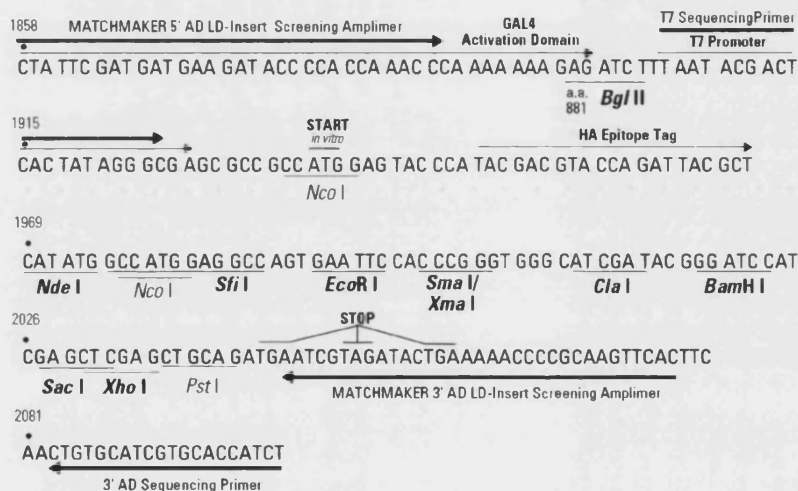 1858 MATCHMAKER 5' AD LD-Insert Screening Amplimer GAL4 Activation Domain T7 SequencingPrimer
T7 Promoter
CTA TTC GAT GAT GAA GAT ACC CCA CCA AAC CCA AAA AAA GAG ATC TTT AAT ACG ACT
a.a. 881 Bgl II
1915 START in vitro HA Epitope Tag
CAC TAT AGG GCG AGC GCC GCC ATG GAG TAC CCA TAC GAC GTA CCA GAT TAC GCT
Nco I
1969
CAT ATG GCC ATG GAG GCC AGT GAA TTC CAC CCG GGT GGG CAT CGA TAC GGG ATC CAT
Nde I Nco I Sfi I EcoR I Sma I/ Xma I Cla I BamH I
2026 STOP
CGA GCT CGA GCT GCA GATGAATCGTAGATACTGAAAAACCCCGCAAGTTCACTTC
Sac I Xho I Pst I MATCHMAKER 3' AD LD-Insert Screening Amplimer
2081
AACTGTGCATCGTGCACCATCT
3' AD Sequencing Primer